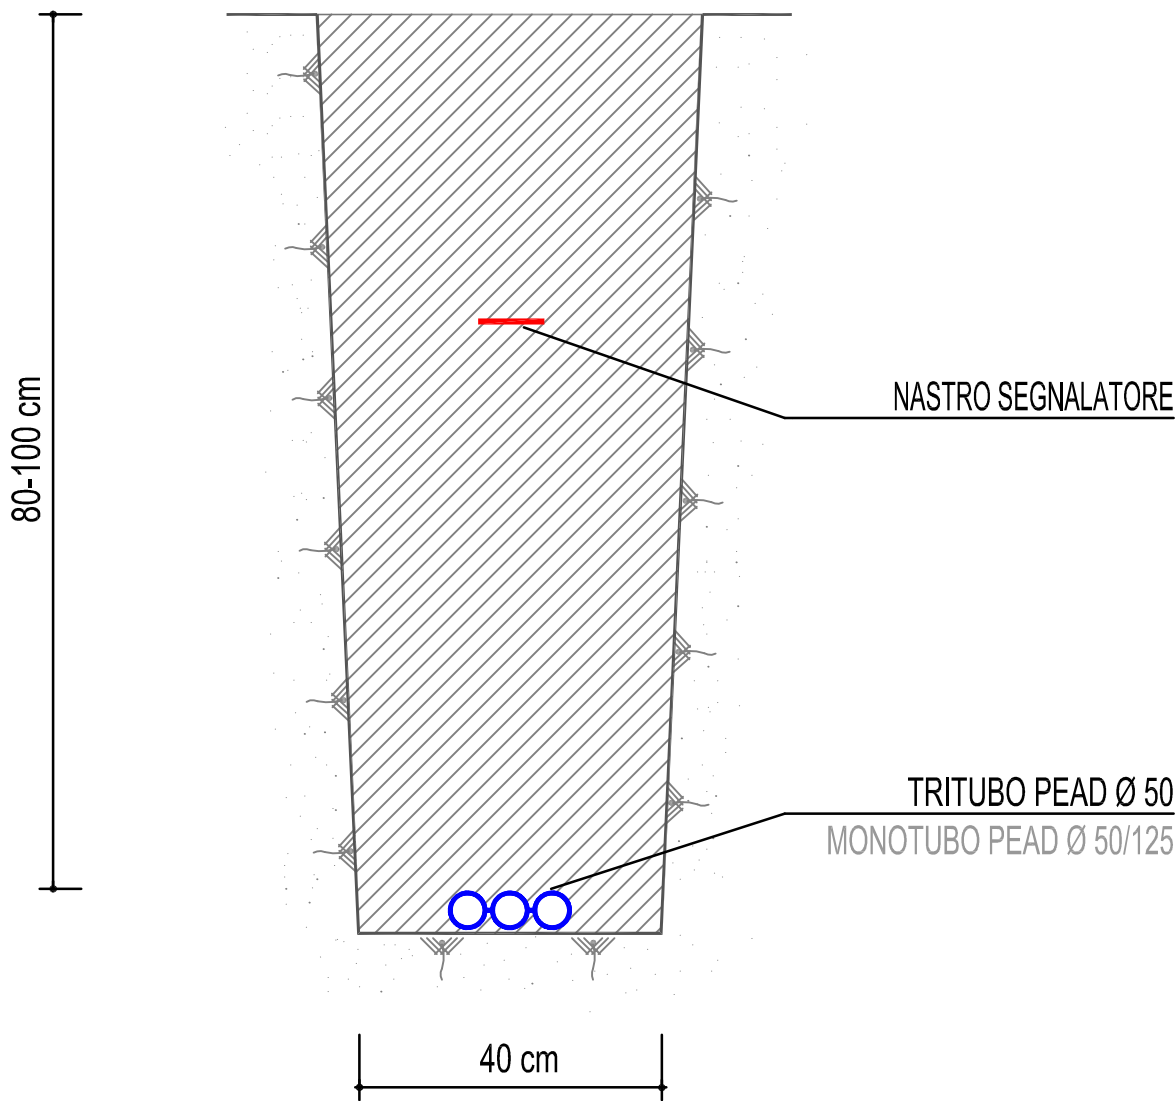 80-100 cm
NASTRO SEGNALATORE
TRITUBO PEAD Ø 50
MONOTUBO PEAD Ø 50/125
40 cm